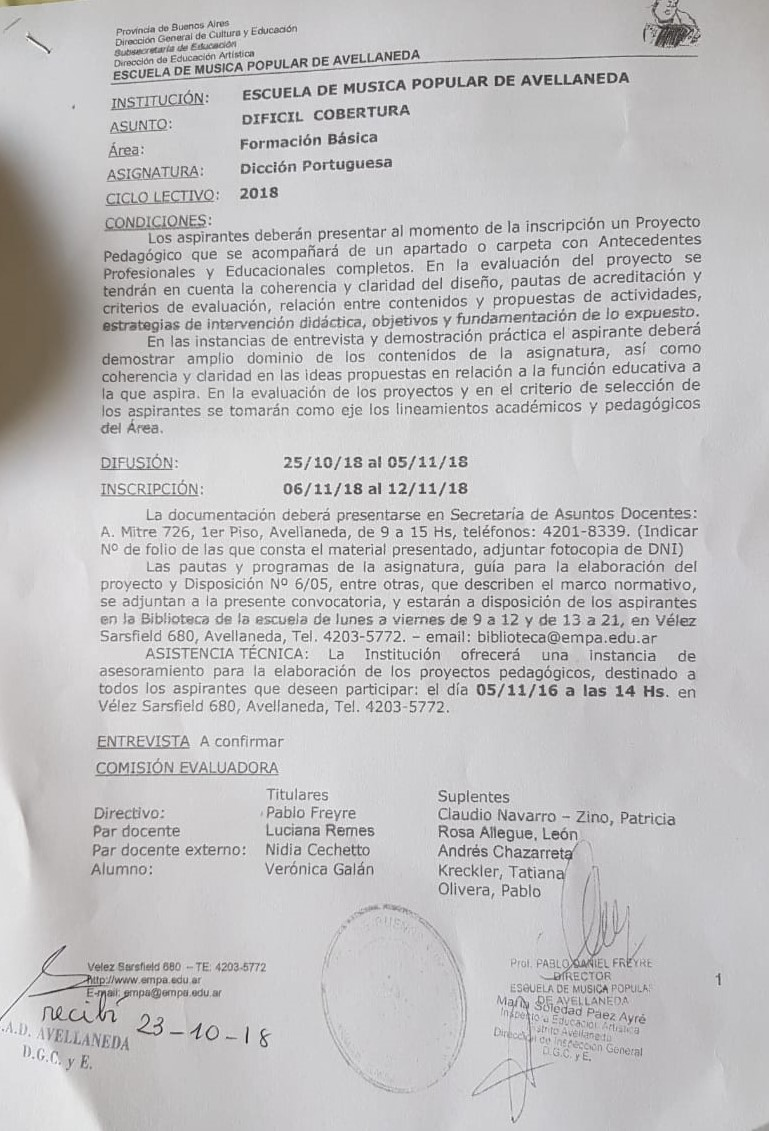 Provincia de Buenos Aires
Dirección General de Cultura y Educación
Subsecretaría de Educación
Dirección de Educación Artística
ESCUELA DE MUSICA POPULAR DE AVELLANEDA
INSTITUCIÓN: ESCUELA DE MUSICA POPULAR DE AVELLANEDA
ASUNTO: DIFICIL COBERTURA
Área: Formación Básica
ASIGNATURA: Dicción Portuguesa
CICLO LECTIVO: 2018
CONDICIONES:
Los aspirantes deberán presentar al momento de la inscripción un Proyecto
Pedagógico que se acompañará de un apartado o carpeta con Antecedentes
Profesionales y Educacionales completos. En la evaluación del proyecto se
tendrán en cuenta la coherencia y claridad del diseño, pautas de acreditación y
criterios de evaluación, relación entre contenidos y propuestas de actividades,
estrategias de intervención didáctica, objetivos y fundamentación de lo expuesto.
En las instancias de entrevista y demostración práctica el aspirante deberá
demostrar amplio dominio de los contenidos de la asignatura, así como
coherencia y claridad en las ideas propuestas en relación a la función educativa a
la que aspira. En la evaluación de los proyectos y en el criterio de selección de
los aspirantes se tomarán como eje los lineamientos académicos y pedagógicos
del Área.
DIFUSIÓN: 25/10/18 al 05/11/18
INSCRIPCIÓN: 06/11/18 al 12/11/18
La documentación deberá presentarse en Secretaría de Asuntos Docentes:
A. Mitre 726, 1er Piso, Avellaneda, de 9 a 15 Hs, teléfonos: 4201-8339. (Indicar
Nº de folio de las que consta el material presentado, adjuntar fotocopia de DNI)
Las pautas y programas de la asignatura, guía para la elaboración del
proyecto y Disposición Nº 6/05, entre otras, que describen el marco normativo,
se adjuntan a la presente convocatoria, y estarán a disposición de los aspirantes
en la Biblioteca de la escuela de lunes a viernes de 9 a 12 y de 13 a 21, en Vélez
Sarsfield 680, Avellaneda, Tel. 4203-5772. – email: biblioteca@empa.edu.ar
ASISTENCIA TÉCNICA: La Institución ofrecerá una instancia de
asesoramiento para la elaboración de los proyectos pedagógicos, destinado a
todos los aspirantes que deseen participar: el día 05/11/16 a las 14 Hs. en
Vélez Sarsfield 680, Avellaneda, Tel. 4203-5772.
ENTREVISTA A confirmar
COMISIÓN EVALUADORA
Titulares Suplentes
Directivo: Pablo Freyre Claudio Navarro – Zino, Patricia
Par docente Luciana Remes Rosa Allegue, León
Par docente externo: Nidia Cechetto Andrés Chazarreta
Alumno: Verónica Galán Kreckler, Tatiana
Olivera, Pablo
Velez Sarsfield 680 – TE: 4203-5772
http://www.empa.edu.ar
E-mail: empa@empa.edu.ar
recibí 23-10-18
.A.D. AVELLANEDA
D.G.C. y E.
Prof. PABLO DANIEL FREYRE
DIRECTOR
ESCUELA DE MUSICA POPULAR
DE AVELLANEDA
María Soledad Páez Ayré
Educación Artística
Avellaneda
Dirección de Inspección General
D.G.C. y E.
1